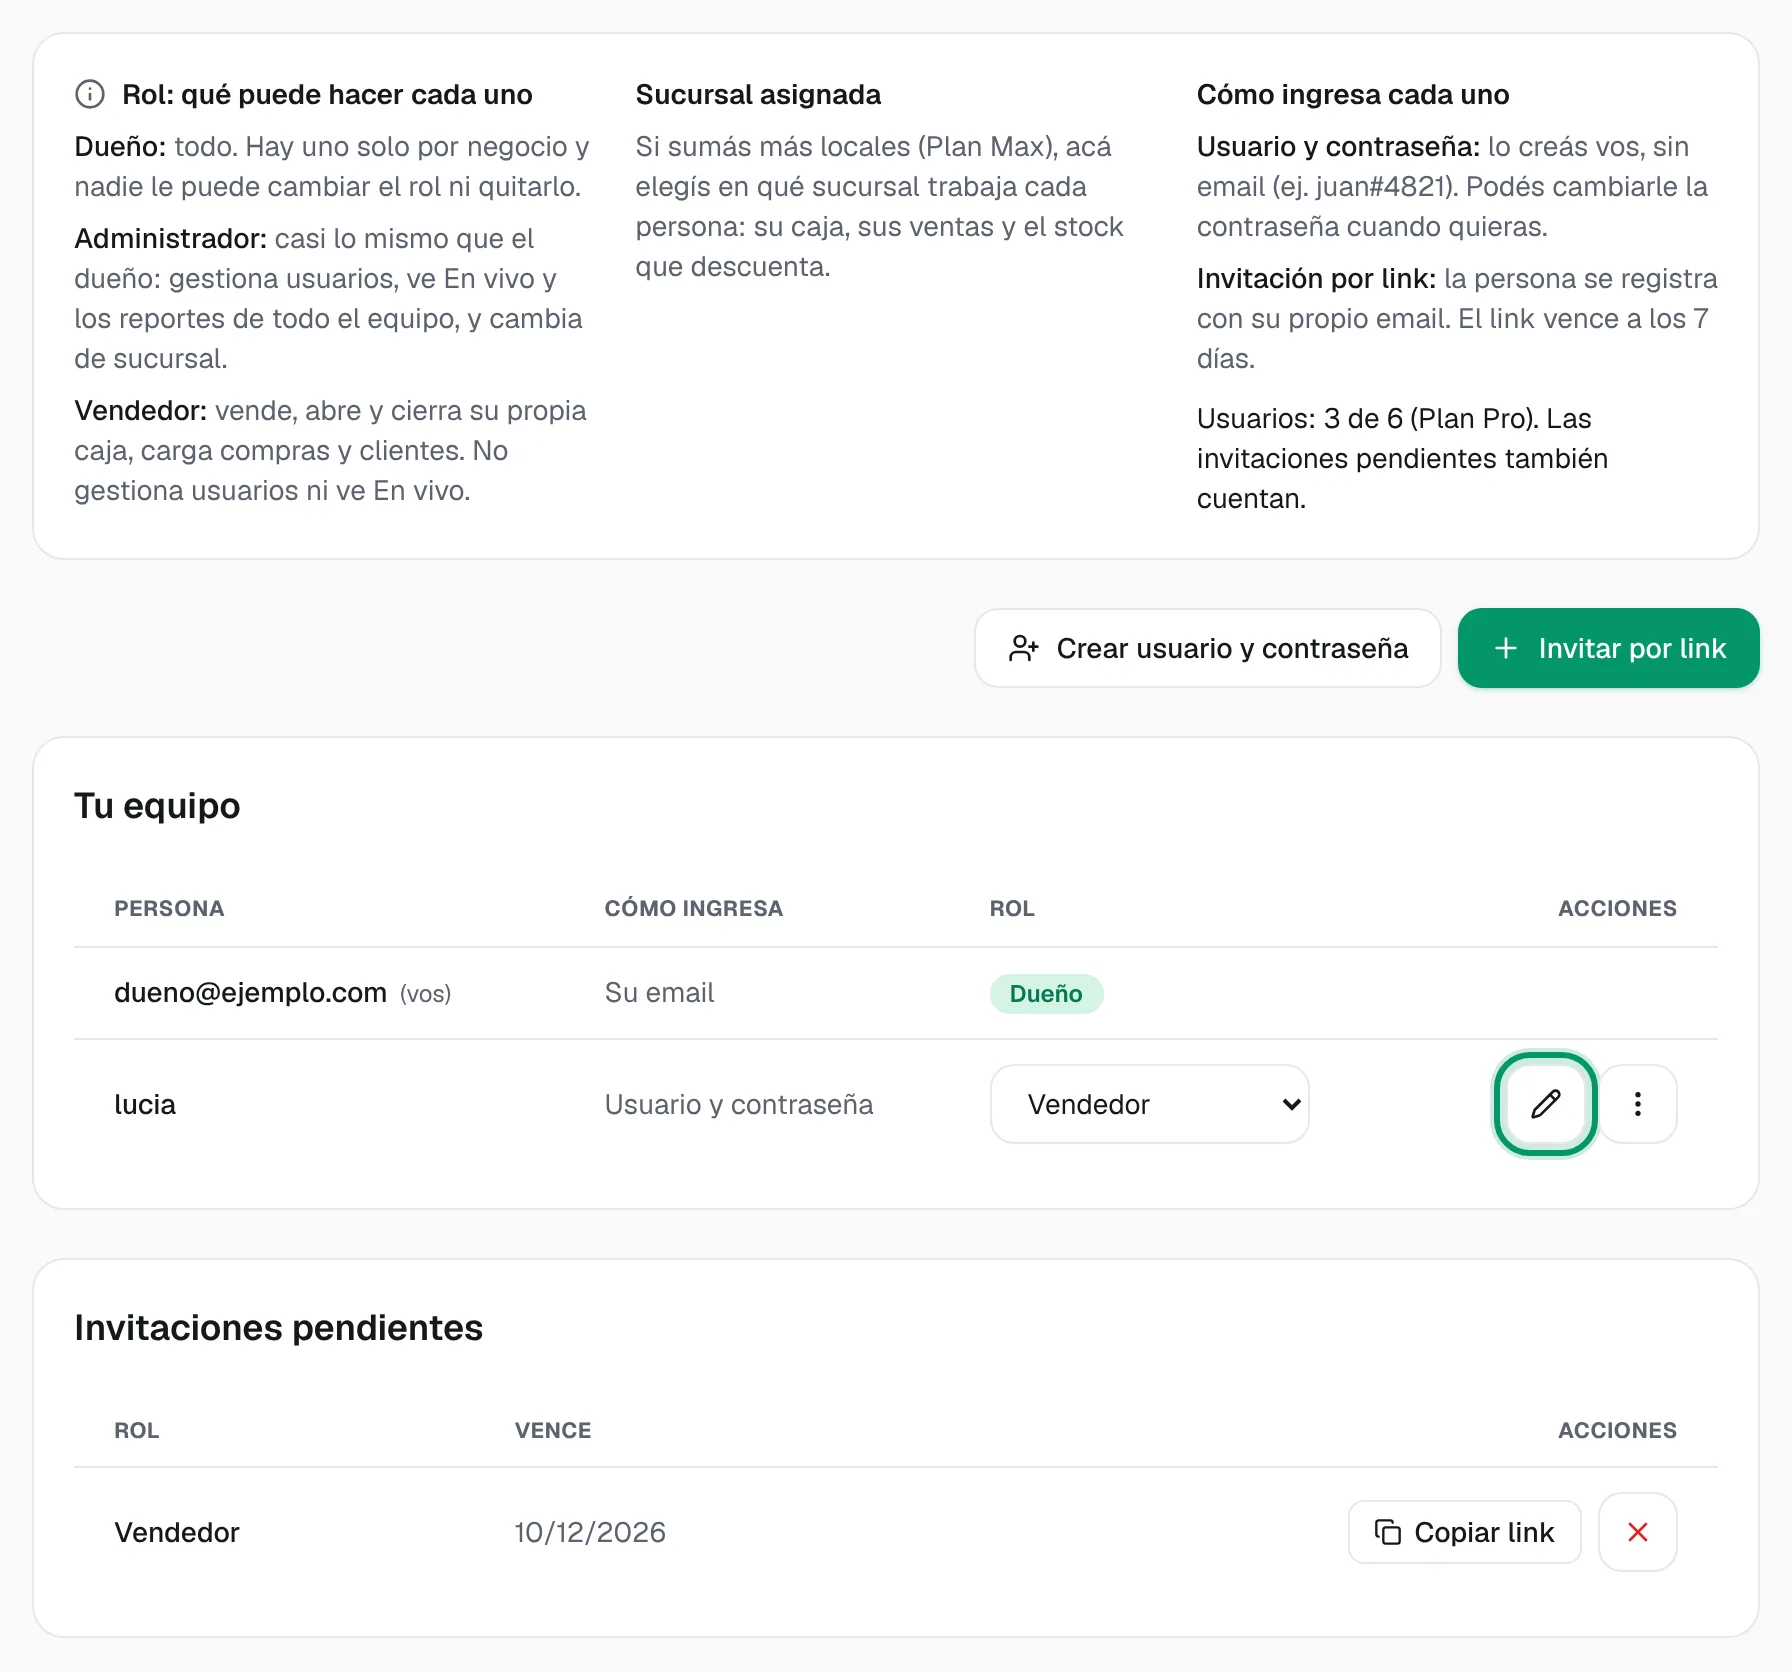 Rol: qué puede hacer cada uno
Dueño: todo. Hay uno solo por negocio y
nadie le puede cambiar el rol ni quitarlo.
Administrador: casi lo mismo que el
dueño: gestiona usuarios, ve En vivo y
los reportes de todo el equipo, y cambia
de sucursal.
Vendedor: vende, abre y cierra su propia
caja, carga compras y clientes. No
gestiona usuarios ni ve En vivo.
Sucursal asignada
Si sumás más locales (Plan Max), acá
elegís en qué sucursal trabaja cada
persona: su caja, sus ventas y el stock
que descuenta.
Cómo ingresa cada uno
Usuario y contraseña: lo creás vos, sin
email (ej. juan#4821). Podés cambiarle la
contraseña cuando quieras.
Invitación por link: la persona se registra
con su propio email. El link vence a los 7
días.
Usuarios: 3 de 6 (Plan Pro). Las
invitaciones pendientes también
cuentan.
Crear usuario y contraseña
Invitar por link
Tu equipo
PERSONA CÓMO INGRESA ROL ACCIONES
dueno@ejemplo.com (vos) Su email Dueño
lucia Usuario y contraseña Vendedor
Invitaciones pendientes
ROL VENCE ACCIONES
Vendedor 10/12/2026 Copiar link